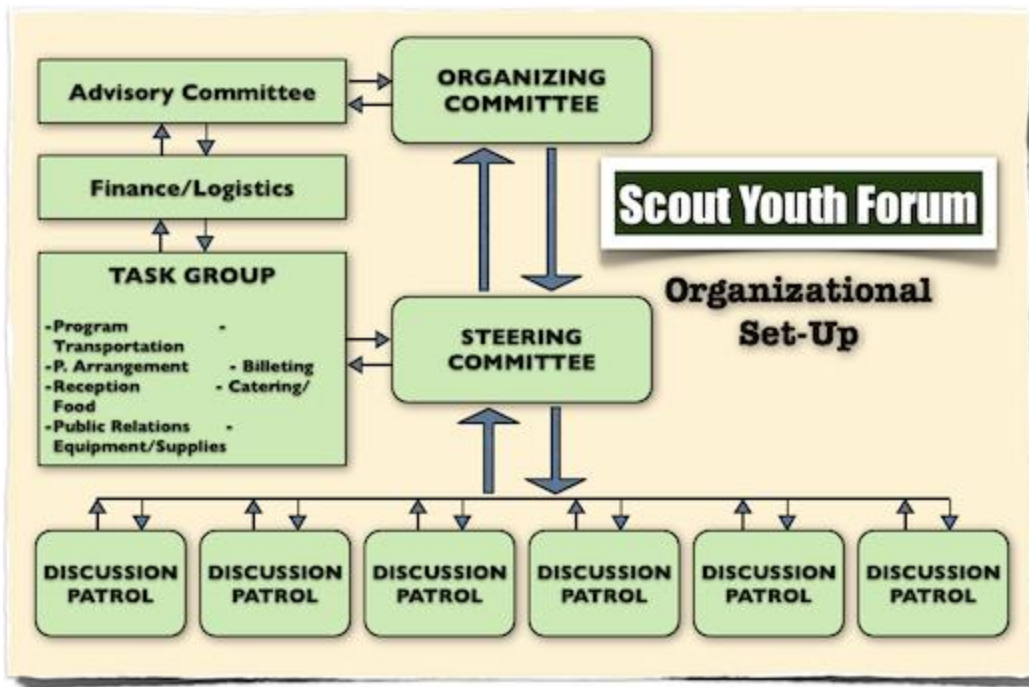 Advisory Committee
ORGANIZING
COMMITTEE
Finance/Logistics
Scout Youth Forum
Organizational
Set-Up
TASK GROUP
-Program -
Transportation
-P. Arrangement - Billeting
-Reception - Catering/
Food
-Public Relations -
Equipment/Supplies
STEERING
COMMITTEE
DISCUSSION
PATROL
DISCUSSION
PATROL
DISCUSSION
PATROL
DISCUSSION
PATROL
DISCUSSION
PATROL
DISCUSSION
PATROL